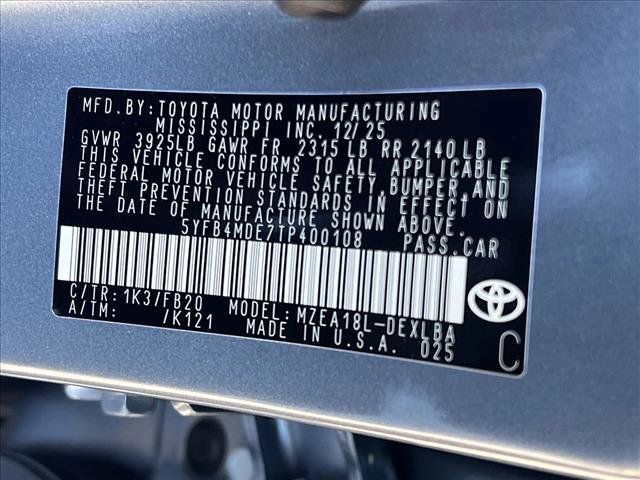 MFD. BY: TOYOTA MOTOR MANUFACTURING
MISSISSIPPI INC. 12/25
GVWR 3925LB GAWR FR 2315 LB RR 2140 LB
THIS VEHICLE CONFORMS TO ALL APPLICABLE
FEDERAL MOTOR VEHICLE SAFETY, BUMPER, AND
THEFT PREVENTION STANDARDS IN EFFECT ON
THE DATE OF MANUFACTURE SHOWN ABOVE.
5YFB4MDE7TP400108 PASS.CAR
C/TR: 1K3/FB20 MODEL: MZEA18L-DEXLBA
A/TM: /K121 MADE IN U.S.A. 025
C